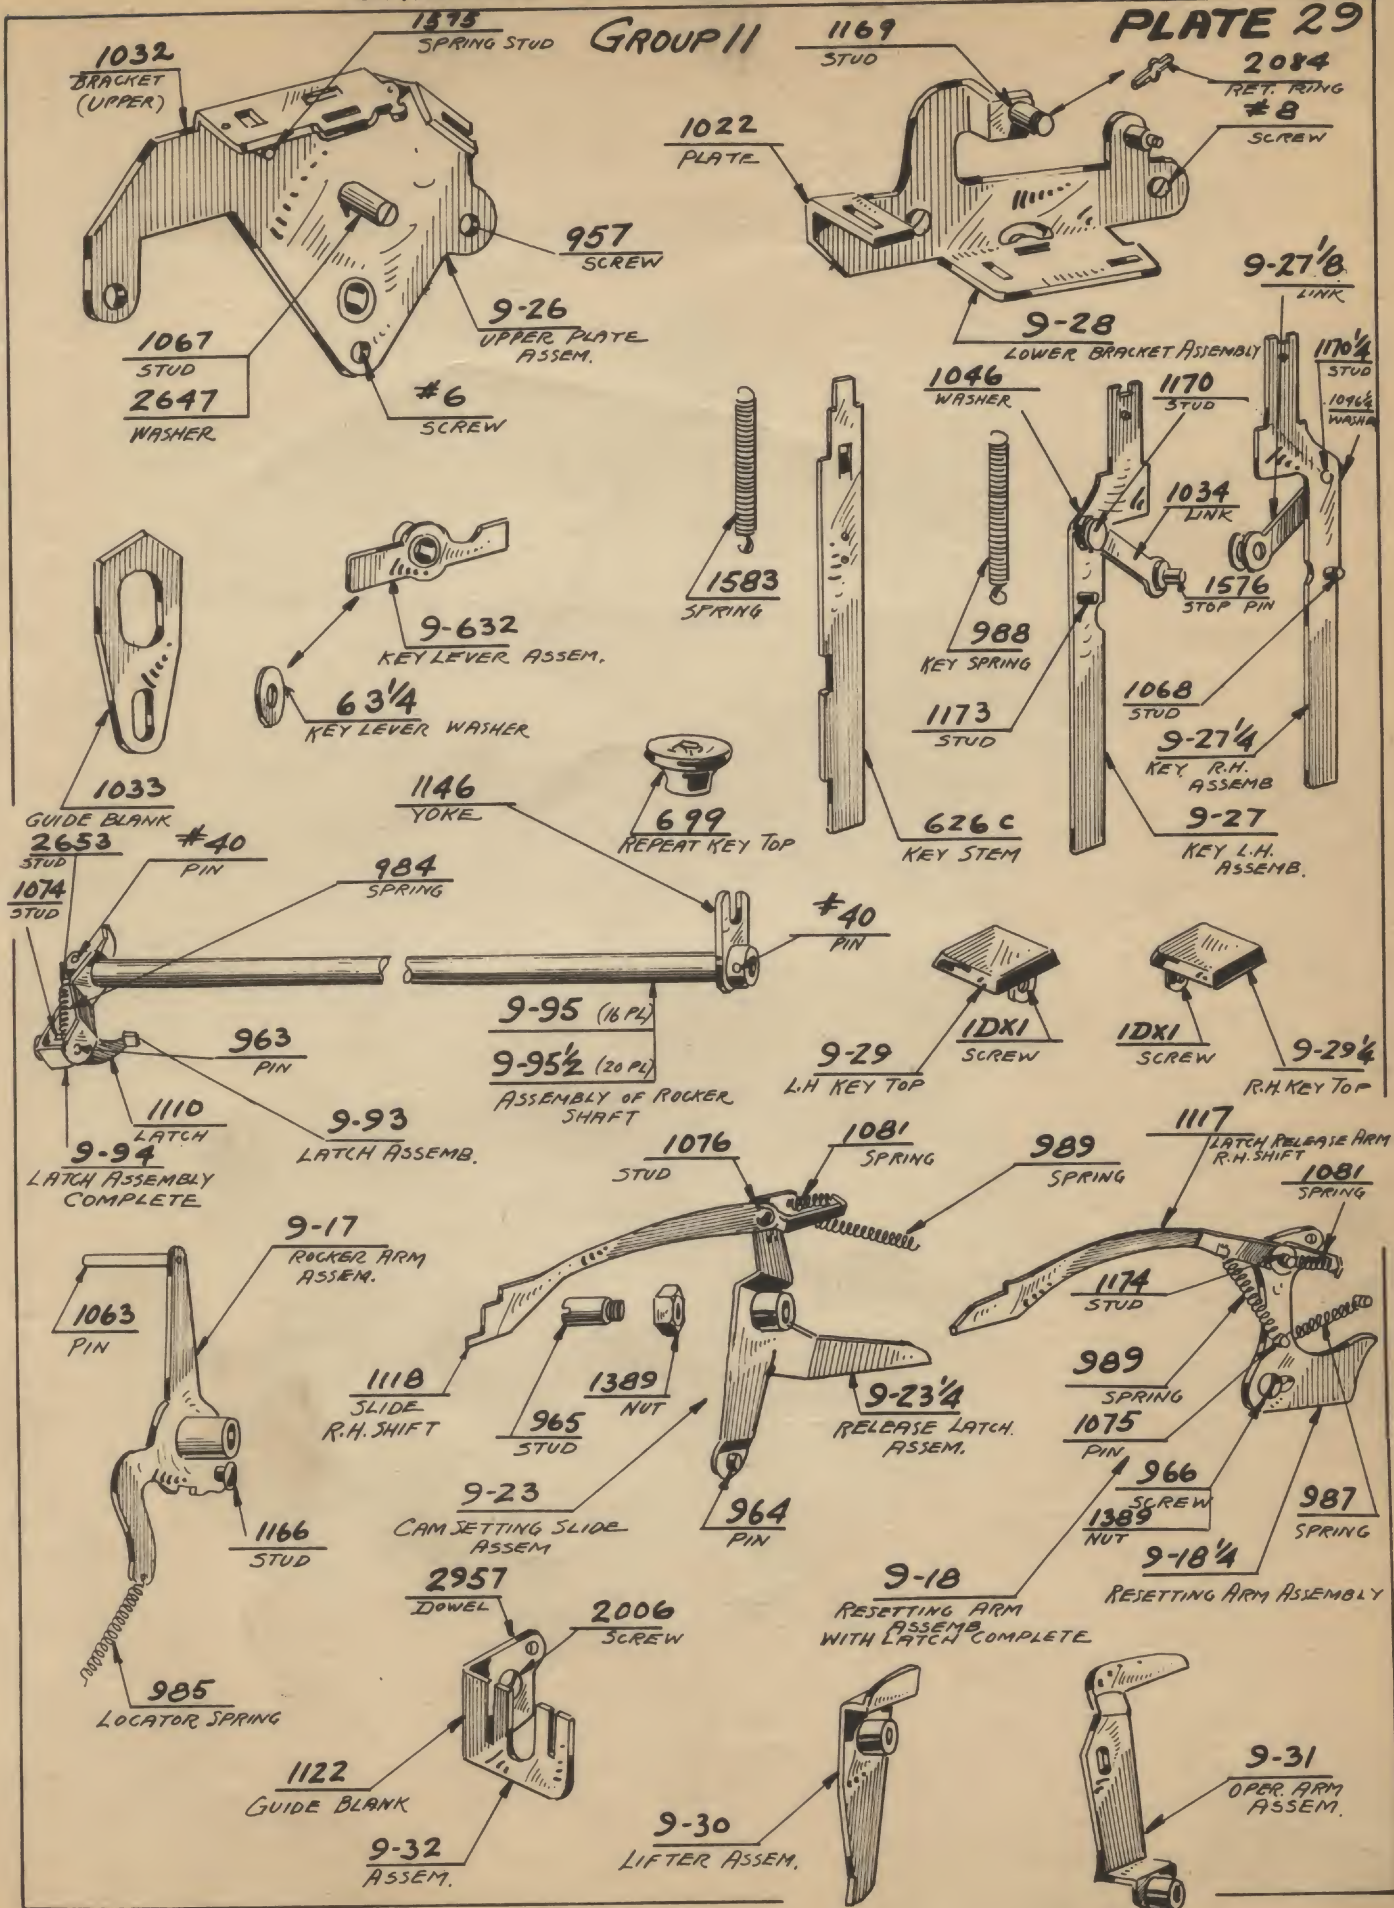 GROUP 11
PLATE 29
1595
SPRING STUD
1032
BRACKET
(UPPER)
1169
STUD
2084
RET. RING
#8
SCREW
1022
PLATE
957
SCREW
9-26
UPPER PLATE
ASSEM.
1067
STUD
2647
WASHER
#6
SCREW
9-28
LOWER BRACKET ASSEMBLY
9-27 1/8
LINK
1170 1/4
STUD
1046 1/4
WASHER
1046
WASHER
1170
STUD
1034
LINK
1576
STOP PIN
1583
SPRING
988
KEY SPRING
1173
STUD
1068
STUD
9-27 1/4
KEY R.H.
ASSEMB
9-27
KEY L.H.
ASSEMB.
9-632
KEY LEVER ASSEM.
63 1/4
KEY LEVER WASHER
1033
GUIDE BLANK
699
REPEAT KEY TOP
626 C
KEY STEM
2653
STUD
#40
PIN
1074
STUD
984
SPRING
1146
YOKE
#40
PIN
9-95 (16 PL)
9-95 1/2 (20 PL)
ASSEMBLY OF ROCKER
SHAFT
963
PIN
1110
LATCH
9-93
LATCH ASSEMB.
9-94
LATCH ASSEMBLY
COMPLETE
9-29
L.H KEY TOP
1DX1
SCREW
1DX1
SCREW
9-29 1/4
R.H. KEY TOP
1076
STUD
1081
SPRING
989
SPRING
1117
LATCH RELEASE ARM
R.H. SHIFT
1081
SPRING
9-17
ROCKER ARM
ASSEM.
1063
PIN
1174
STUD
1118
SLIDE
R.H. SHIFT
965
STUD
1389
NUT
9-23 1/4
RELEASE LATCH.
ASSEM.
989
SPRING
1075
PIN
966
SCREW
1389
NUT
987
SPRING
1166
STUD
9-23
CAM SETTING SLIDE
ASSEM
964
PIN
9-18
RESETTING ARM
ASSEMB
WITH LATCH COMPLETE
9-18 1/4
RESETTING ARM ASSEMBLY
985
LOCATOR SPRING
2957
DOWEL
2006
SCREW
1122
GUIDE BLANK
9-32
ASSEM.
9-30
LIFTER ASSEM.
9-31
OPER. ARM
ASSEM.